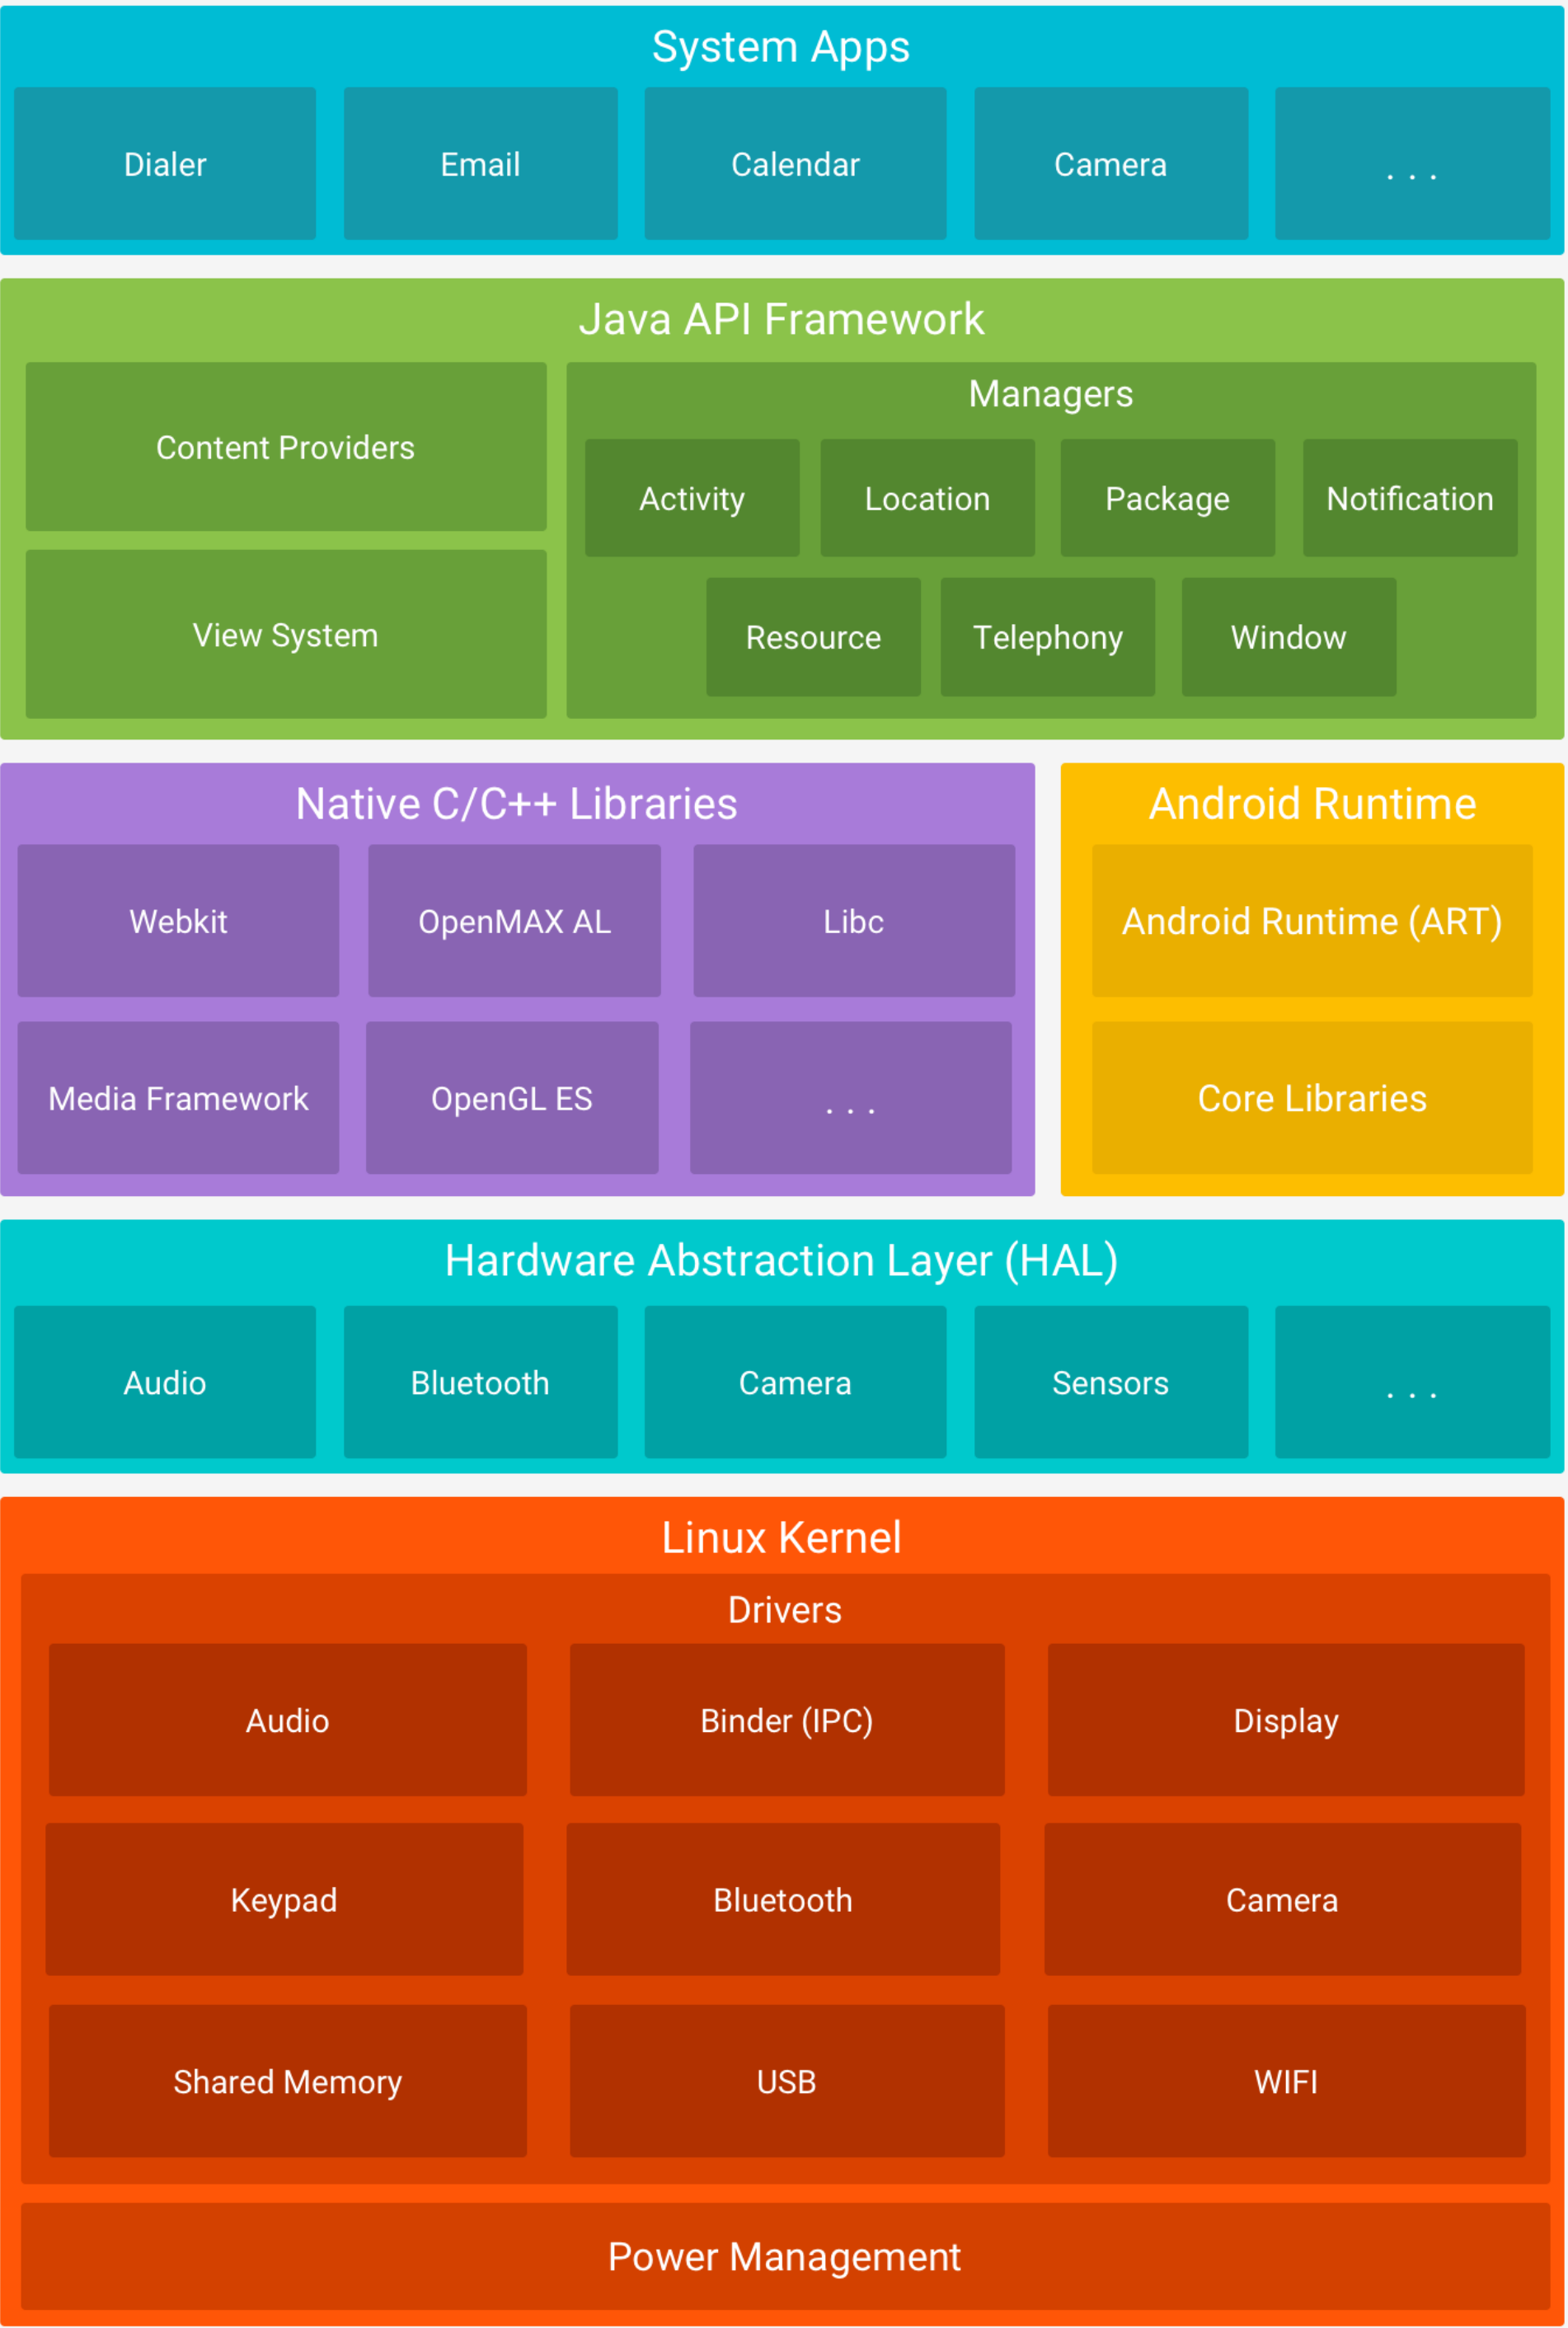 System Apps
Dialer
Email
Calendar
Camera
. . .
Java API Framework
Content Providers
View System
Managers
Activity
Location
Package
Notification
Resource
Telephony
Window
Native C/C++ Libraries
Webkit
OpenMAX AL
Libc
Media Framework
OpenGL ES
. . .
Android Runtime
Android Runtime (ART)
Core Libraries
Hardware Abstraction Layer (HAL)
Audio
Bluetooth
Camera
Sensors
. . .
Linux Kernel
Drivers
Audio
Binder (IPC)
Display
Keypad
Bluetooth
Camera
Shared Memory
USB
WIFI
Power Management